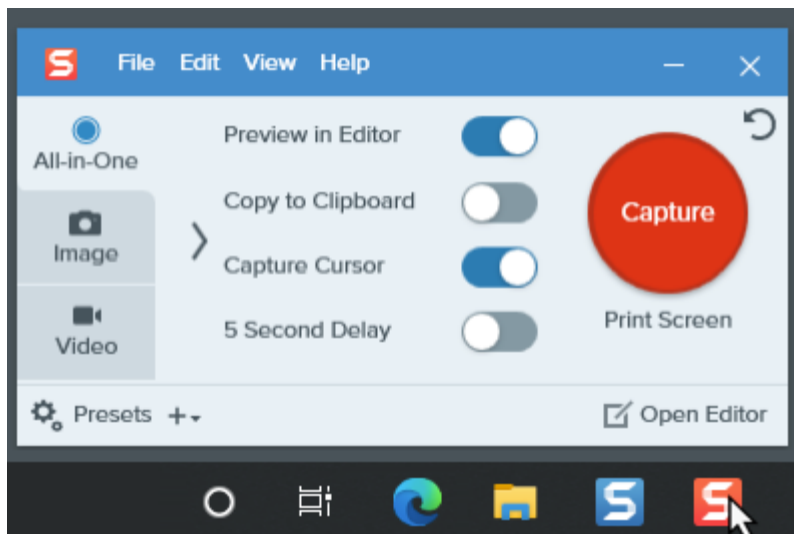 File Edit View Help
All-in-One
Image
Video
Preview in Editor
Copy to Clipboard
Capture Cursor
5 Second Delay
Capture
Print Screen
Presets
Open Editor